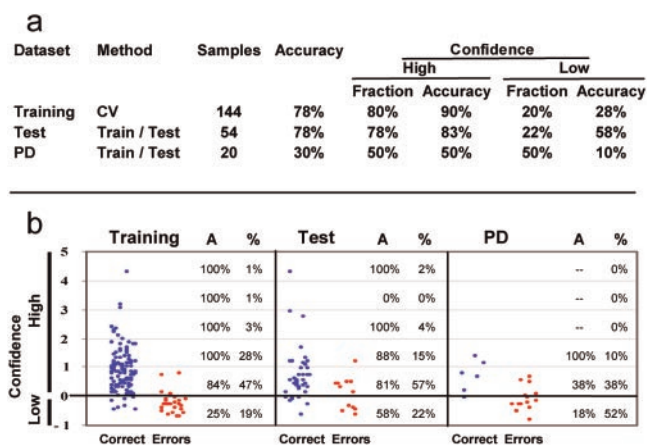 a
Dataset Method Samples Accuracy Confidence
High Low
Fraction Accuracy Fraction Accuracy
Training CV 144 78% 80% 90% 20% 28%
Test Train / Test 54 78% 78% 83% 22% 58%
PD Train / Test 20 30% 50% 50% 50% 10%
b
Training A % Test A % PD A %
5
100% 1% 100% 2% -- 0%
4
100% 1% 0% 0% -- 0%
3
100% 3% 100% 4% -- 0%
2
100% 28% 88% 15% 100% 10%
1
84% 47% 81% 57% 38% 38%
0
25% 19% 58% 22% 18% 52%
-1
Confidence
High
Low
Correct Errors Correct Errors Correct Errors